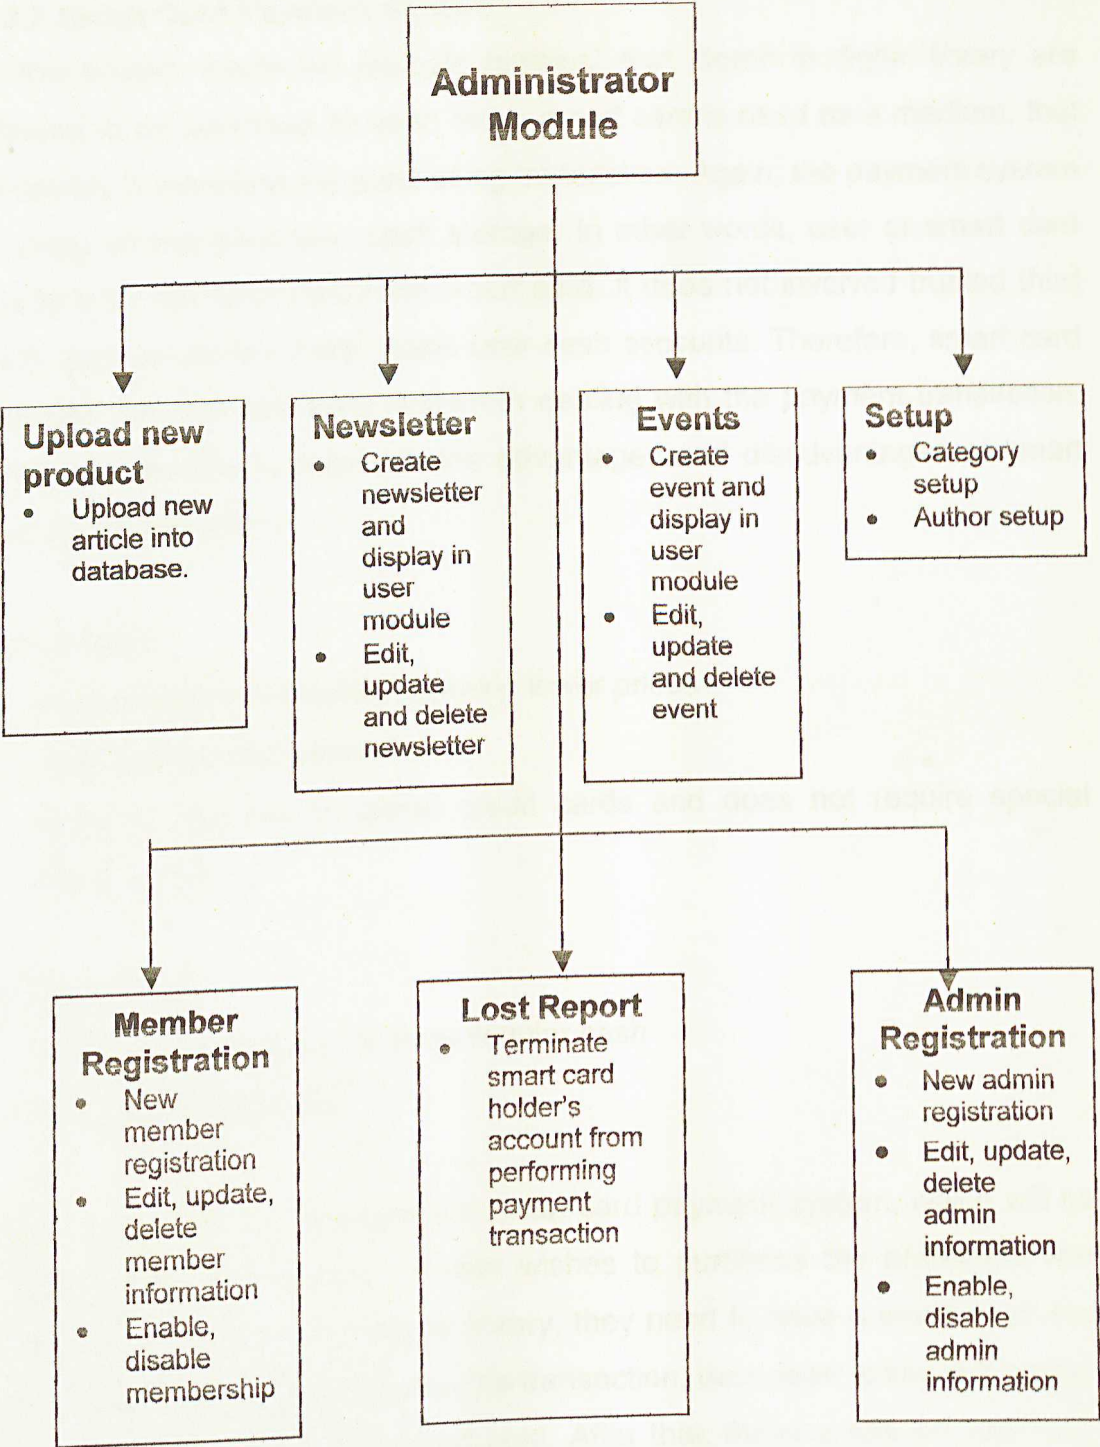 Administrator
Module
Upload new
product
• Upload new
article into
database.
Newsletter
• Create
newsletter
and
display in
user
module
• Edit,
update
and delete
newsletter
Events
• Create
event and
display in
user
module
• Edit,
update
and delete
event
Setup
• Category
setup
• Author setup
Member
Registration
• New
member
registration
• Edit, update,
delete
member
information
• Enable,
disable
membership
Lost Report
• Terminate
smart card
holder's
account from
performing
payment
transaction
Admin
Registration
• New admin
registration
• Edit, update,
delete
admin
information
• Enable,
disable
admin
information